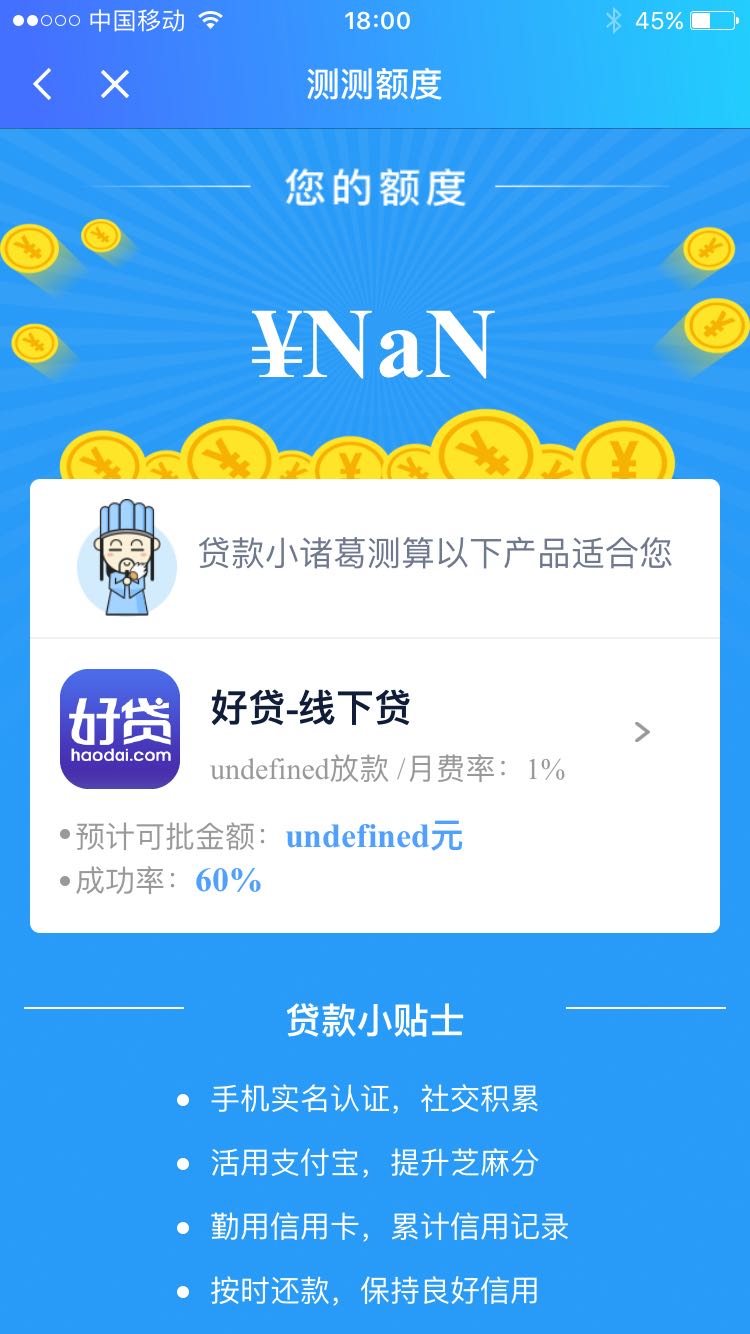 中国移动
18:00
45%
测测额度
您的额度
¥NaN
贷款小诸葛测算以下产品适合您
好贷
haodai.com
好贷-线下贷
undefined放款 /月费率：1%
•预计可批金额：undefined元
•成功率：60%
贷款小贴士
• 手机实名认证，社交积累
• 活用支付宝，提升芝麻分
• 勤用信用卡，累计信用记录
• 按时还款，保持良好信用